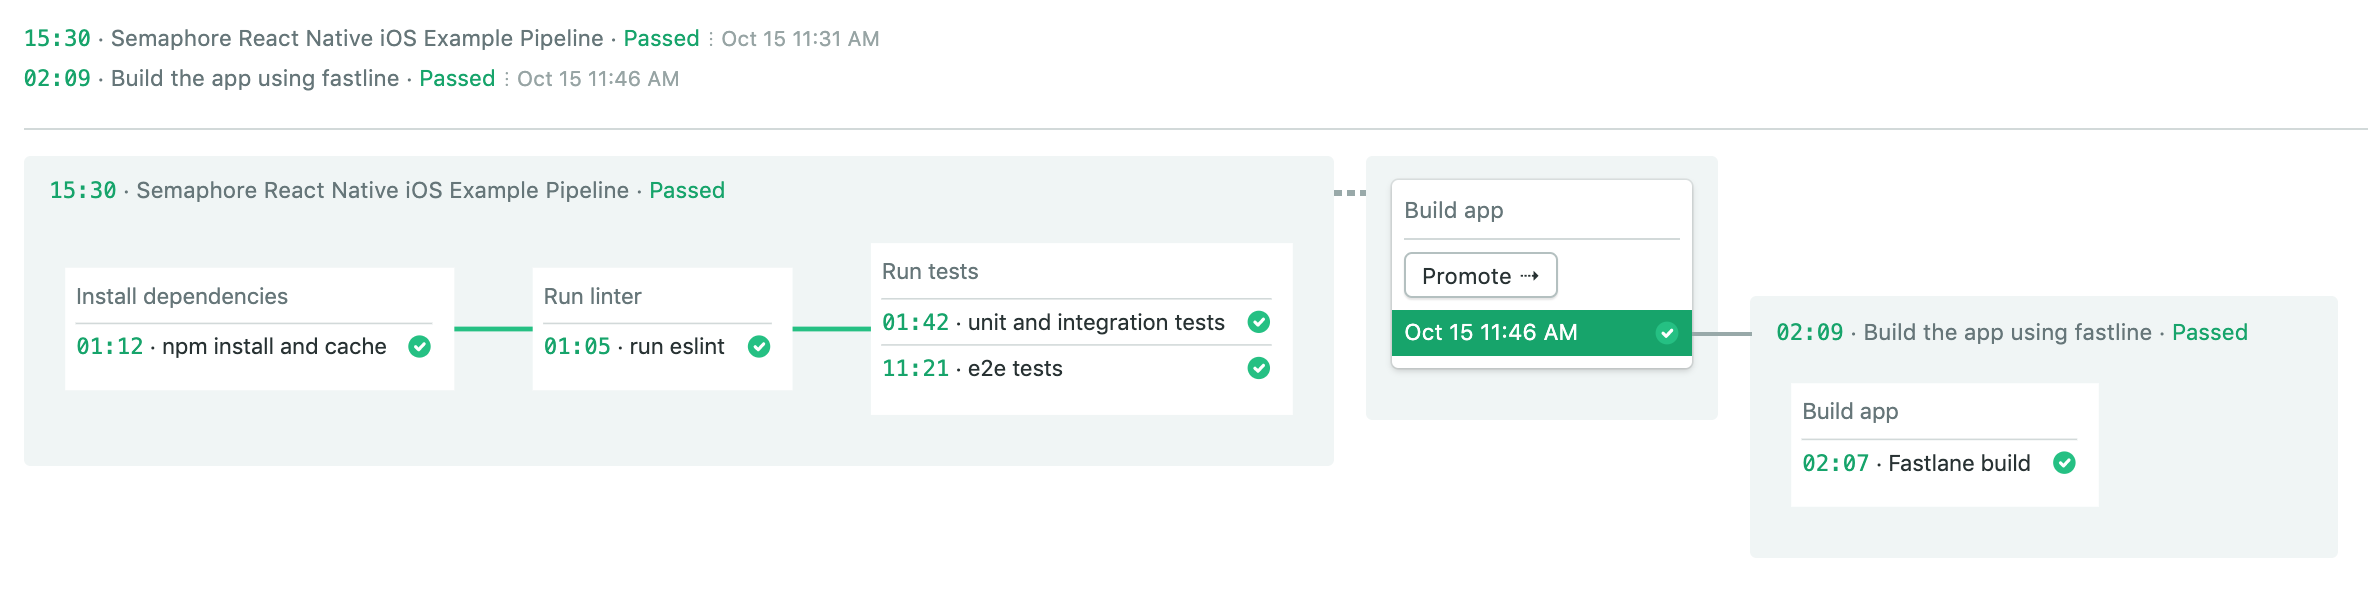 15:30 · Semaphore React Native iOS Example Pipeline · Passed ⋮ Oct 15 11:31 AM
02:09 · Build the app using fastline · Passed ⋮ Oct 15 11:46 AM
15:30 · Semaphore React Native iOS Example Pipeline · Passed
Install dependencies
01:12 · npm install and cache
Run linter
01:05 · run eslint
Run tests
01:42 · unit and integration tests
11:21 · e2e tests
Build app
Promote ⇢
Oct 15 11:46 AM
02:09 · Build the app using fastline · Passed
Build app
02:07 · Fastlane build